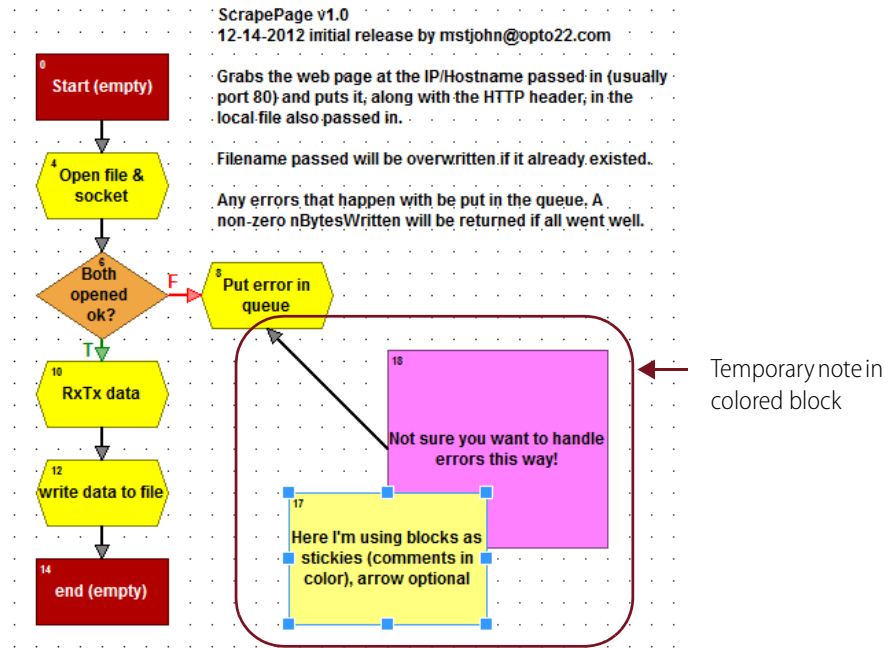 ScrapePage v1.0
12-14-2012 initial release by mstjohn@opto22.com
Grabs the web page at the IP/Hostname passed in (usually
port 80) and puts it, along with the HTTP header, in the
local file also passed in.
Filename passed will be overwritten if it already existed.
Any errors that happen with be put in the queue. A
non-zero nBytesWritten will be returned if all went well.
0
Start (empty)
4
Open file &
socket
6
Both
opened
ok?
F
T
8
Put error in
queue
10
RxTx data
12
write data to file
14
end (empty)
18
Not sure you want to handle
errors this way!
17
Here I'm using blocks as
stickies (comments in
color), arrow optional
Temporary note in
colored block